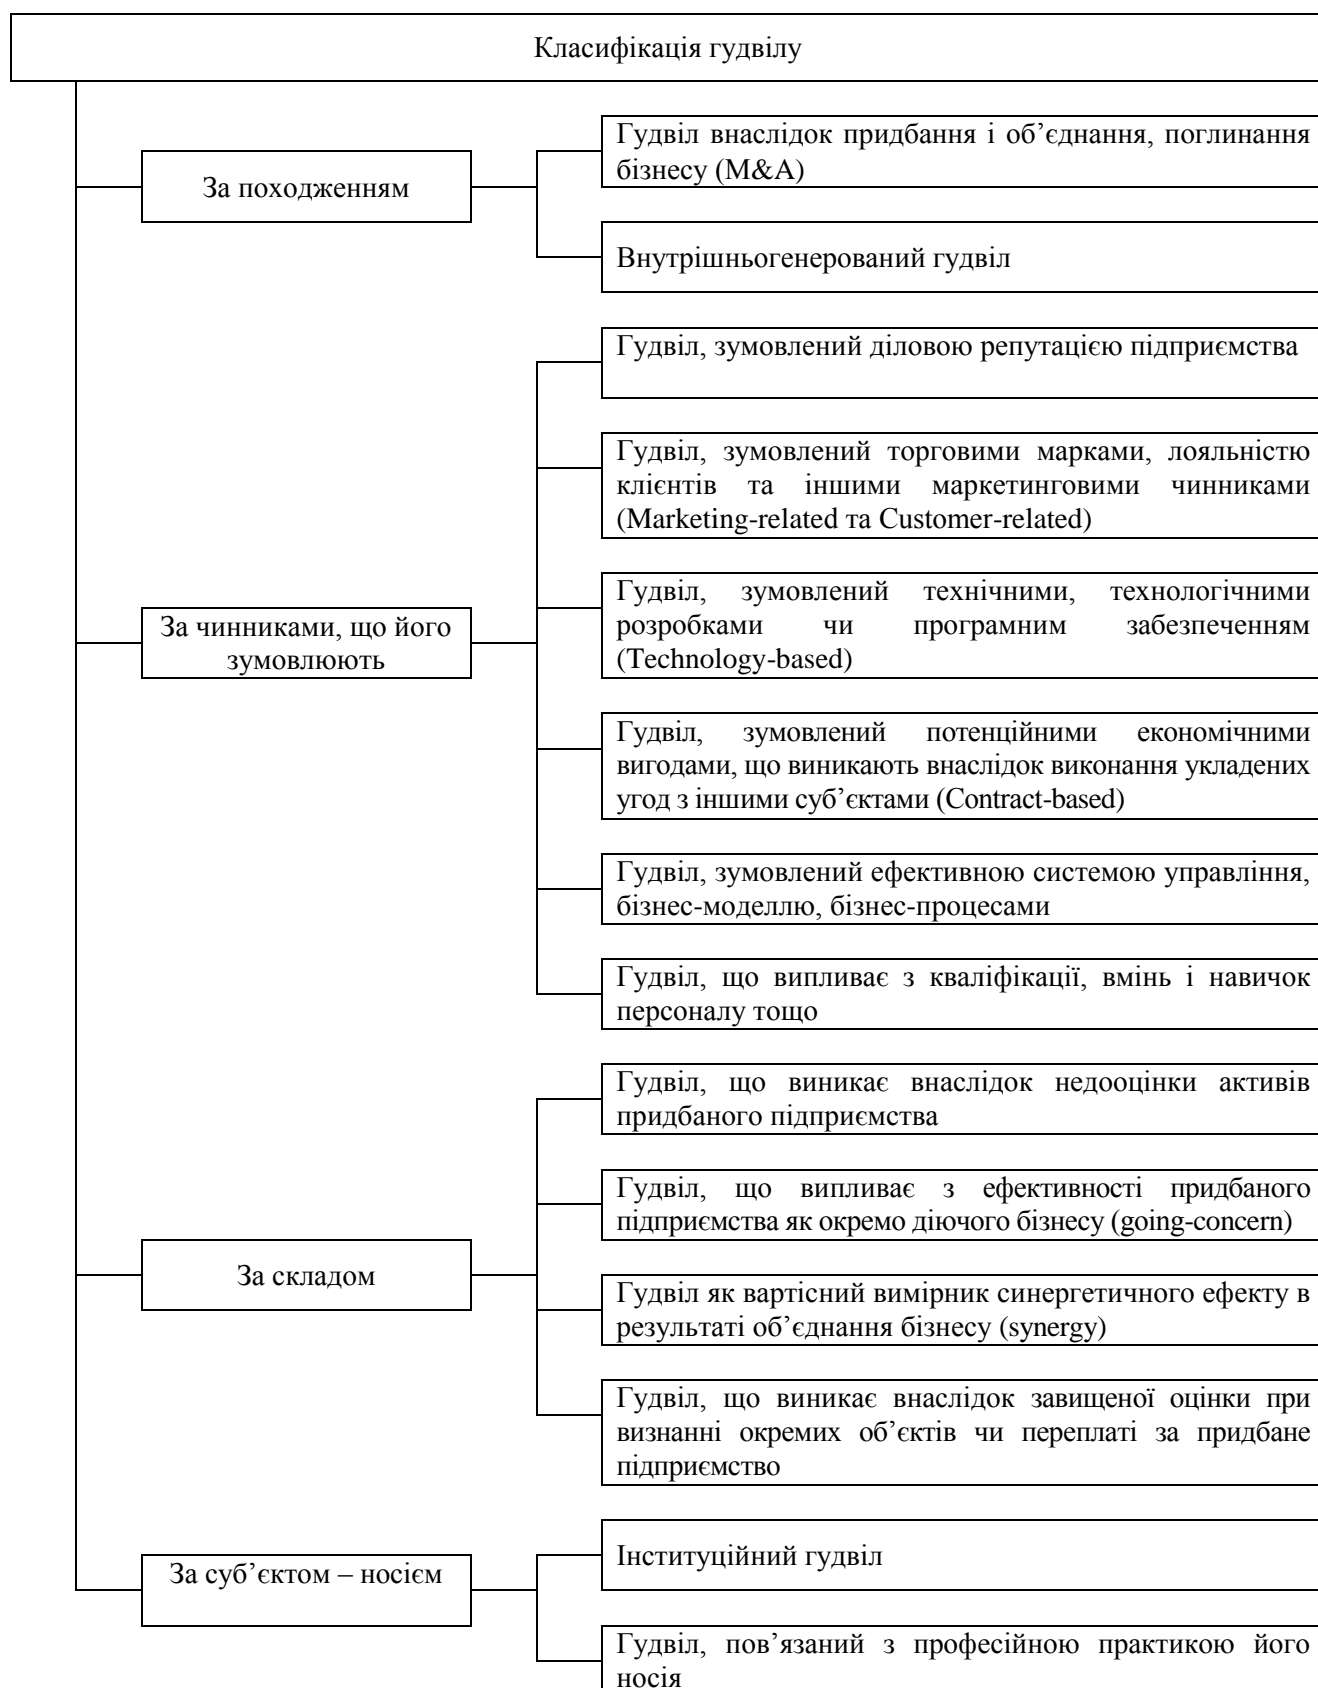 Класифікація гудвілу
За походженням
Гудвіл внаслідок придбання і об’єднання, поглинання
бізнесу (M&A)
Внутрішньогенерований гудвіл
За чинниками, що його
зумовлюють
Гудвіл, зумовлений діловою репутацією підприємства
Гудвіл, зумовлений торговими марками, лояльністю
клієнтів та іншими маркетинговими чинниками
(Marketing-related та Customer-related)
Гудвіл, зумовлений технічними, технологічними
розробками чи програмним забезпеченням
(Technology-based)
Гудвіл, зумовлений потенційними економічними
вигодами, що виникають внаслідок виконання укладених
угод з іншими суб’єктами (Contract-based)
Гудвіл, зумовлений ефективною системою управління,
бізнес-моделлю, бізнес-процесами
Гудвіл, що випливає з кваліфікації, вмінь і навичок
персоналу тощо
За складом
Гудвіл, що виникає внаслідок недооцінки активів
придбаного підприємства
Гудвіл, що випливає з ефективності придбаного
підприємства як окремо діючого бізнесу (going-concern)
Гудвіл як вартісний вимірник синергетичного ефекту в
результаті об’єднання бізнесу (synergy)
Гудвіл, що виникає внаслідок завищеної оцінки при
визнанні окремих об’єктів чи переплаті за придбане
підприємство
За суб’єктом – носієм
Інституційний гудвіл
Гудвіл, пов’язаний з професійною практикою його
носія